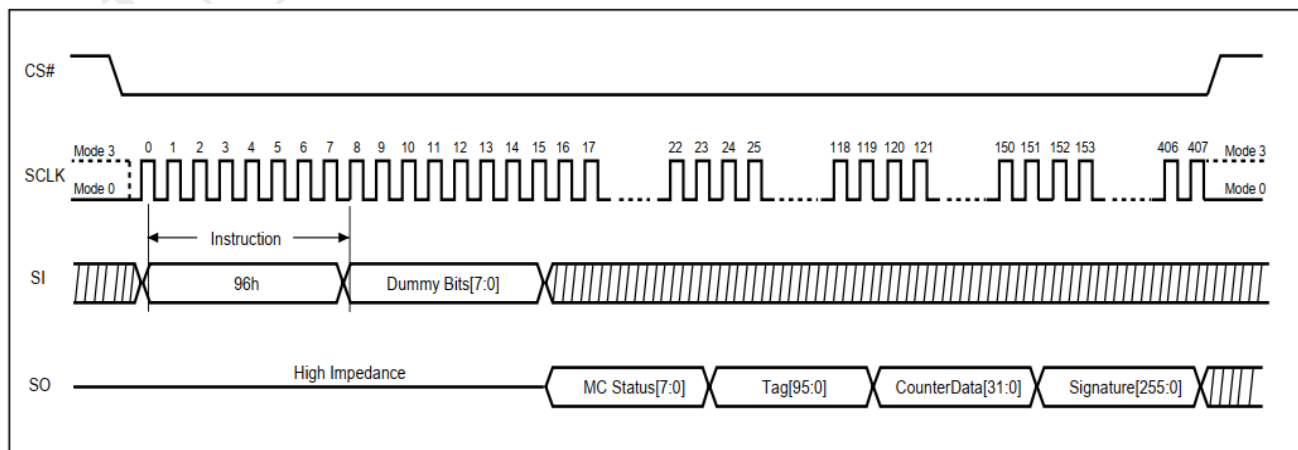 CS#
0 1 2 3 4 5 6 7 8 9 10 11 12 13 14 15 16 17 22 23 24 25 118 119 120 121 150 151 152 153 406 407
Mode 3 Mode 3
SCLK
Mode 0 Mode 0
Instruction
SI 96h Dummy Bits[7:0]
High Impedance
SO MC Status[7:0] Tag[95:0] CounterData[31:0] Signature[255:0]